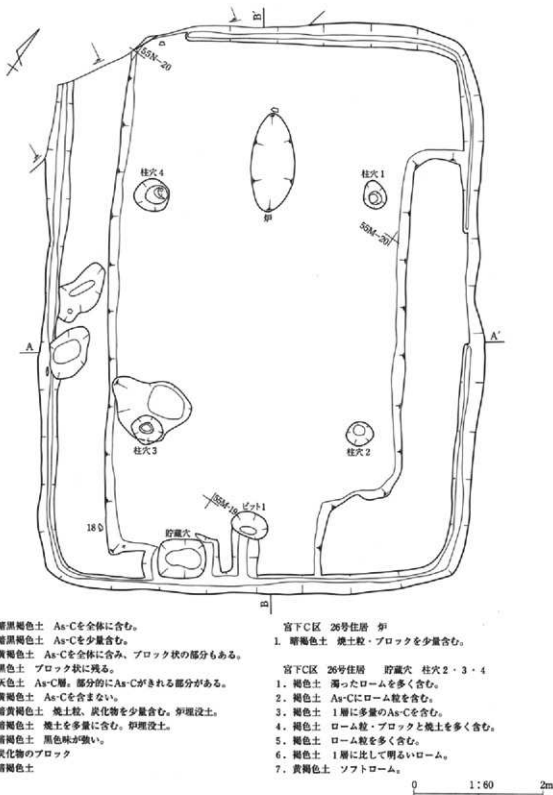 B'
55N-20
柱穴4
柱穴1
炉
55M-20
A
A'
柱穴3
柱穴2
55M-19
ピット1
18
貯蔵穴
B
暗黒褐色土 As-Cを全体に含む。
暗黒褐色土 As-Cを少量含む。
黄褐色土 As-Cを全体に含み、ブロック状の部分もある。
黒色土 ブロック状に残る。
灰色土 As-C層。部分的にAs-Cがきれる部分がある。
黄褐色土 As-Cを含まない。
暗黄褐色土 焼土粒、炭化物を少量含む。炉埋没土。
暗褐色土 焼土を多量に含む。炉埋没土。
暗褐色土 黒色味が強い。
炭化物のブロック
暗褐色土
宮下C区 26号住居 炉
1. 暗褐色土 焼土粒・ブロックを少量含む。
宮下C区 26号住居 貯蔵穴 柱穴2・3・4
1. 褐色土 濁ったロームを多く含む。
2. 褐色土 As-Cにローム粒を含む。
3. 褐色土 1層に多量のAs-Cを含む。
4. 褐色土 ローム粒・ブロックと焼土を多く含む。
5. 褐色土 ローム粒を多く含む。
6. 褐色土 1層に比して明るいローム。
7. 黄褐色土 ソフトローム。
0 1:60 2m